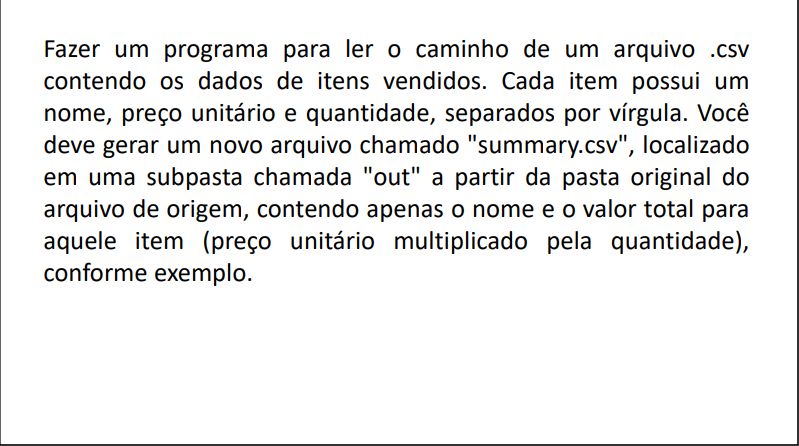 Fazer um programa para ler o caminho de um arquivo .csv
contendo os dados de itens vendidos. Cada item possui um
nome, preço unitário e quantidade, separados por vírgula. Você
deve gerar um novo arquivo chamado "summary.csv", localizado
em uma subpasta chamada "out" a partir da pasta original do
arquivo de origem, contendo apenas o nome e o valor total para
aquele item (preço unitário multiplicado pela quantidade),
conforme exemplo.